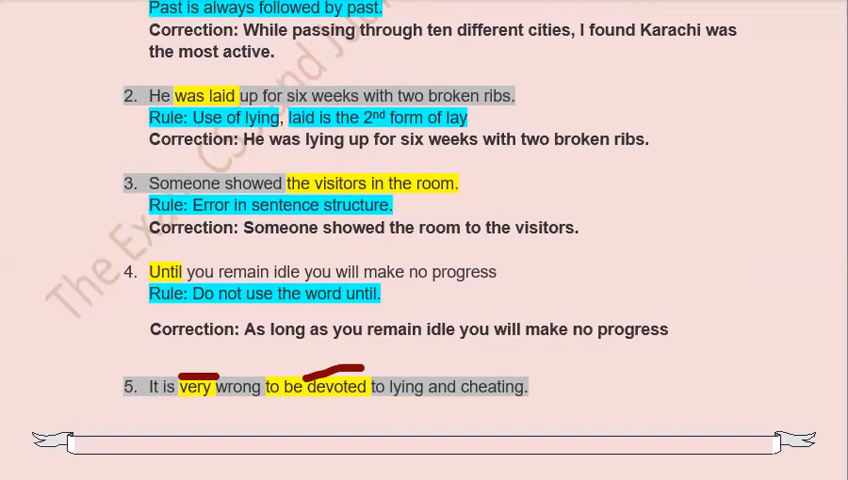 Past is always followed by past.
Correction: While passing through ten different cities, I found Karachi was
the most active.
2. He was laid up for six weeks with two broken ribs.
Rule: Use of lying, laid is the 2nd form of lay
Correction: He was lying up for six weeks with two broken ribs.
3. Someone showed the visitors in the room.
Rule: Error in sentence structure.
Correction: Someone showed the room to the visitors.
4. Until you remain idle you will make no progress
Rule: Do not use the word until.
Correction: As long as you remain idle you will make no progress
5. It is very wrong to be devoted to lying and cheating.